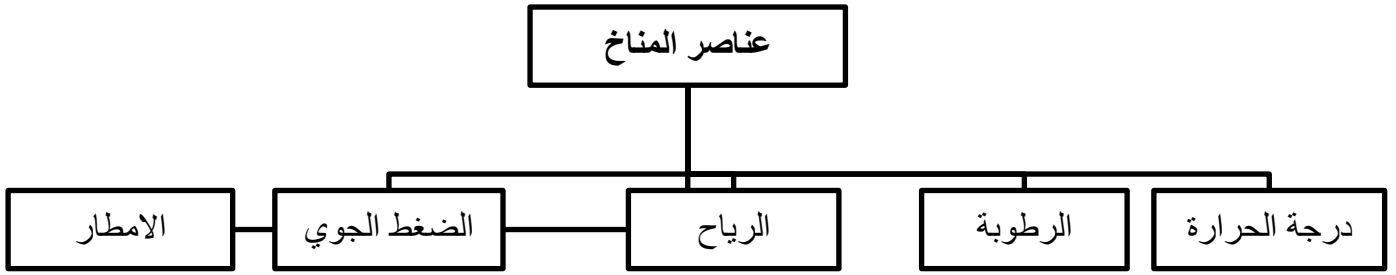 عناصر المناخ
درجة الحرارة
الرطوبة
الرياح
الضغط الجوي
الامطار